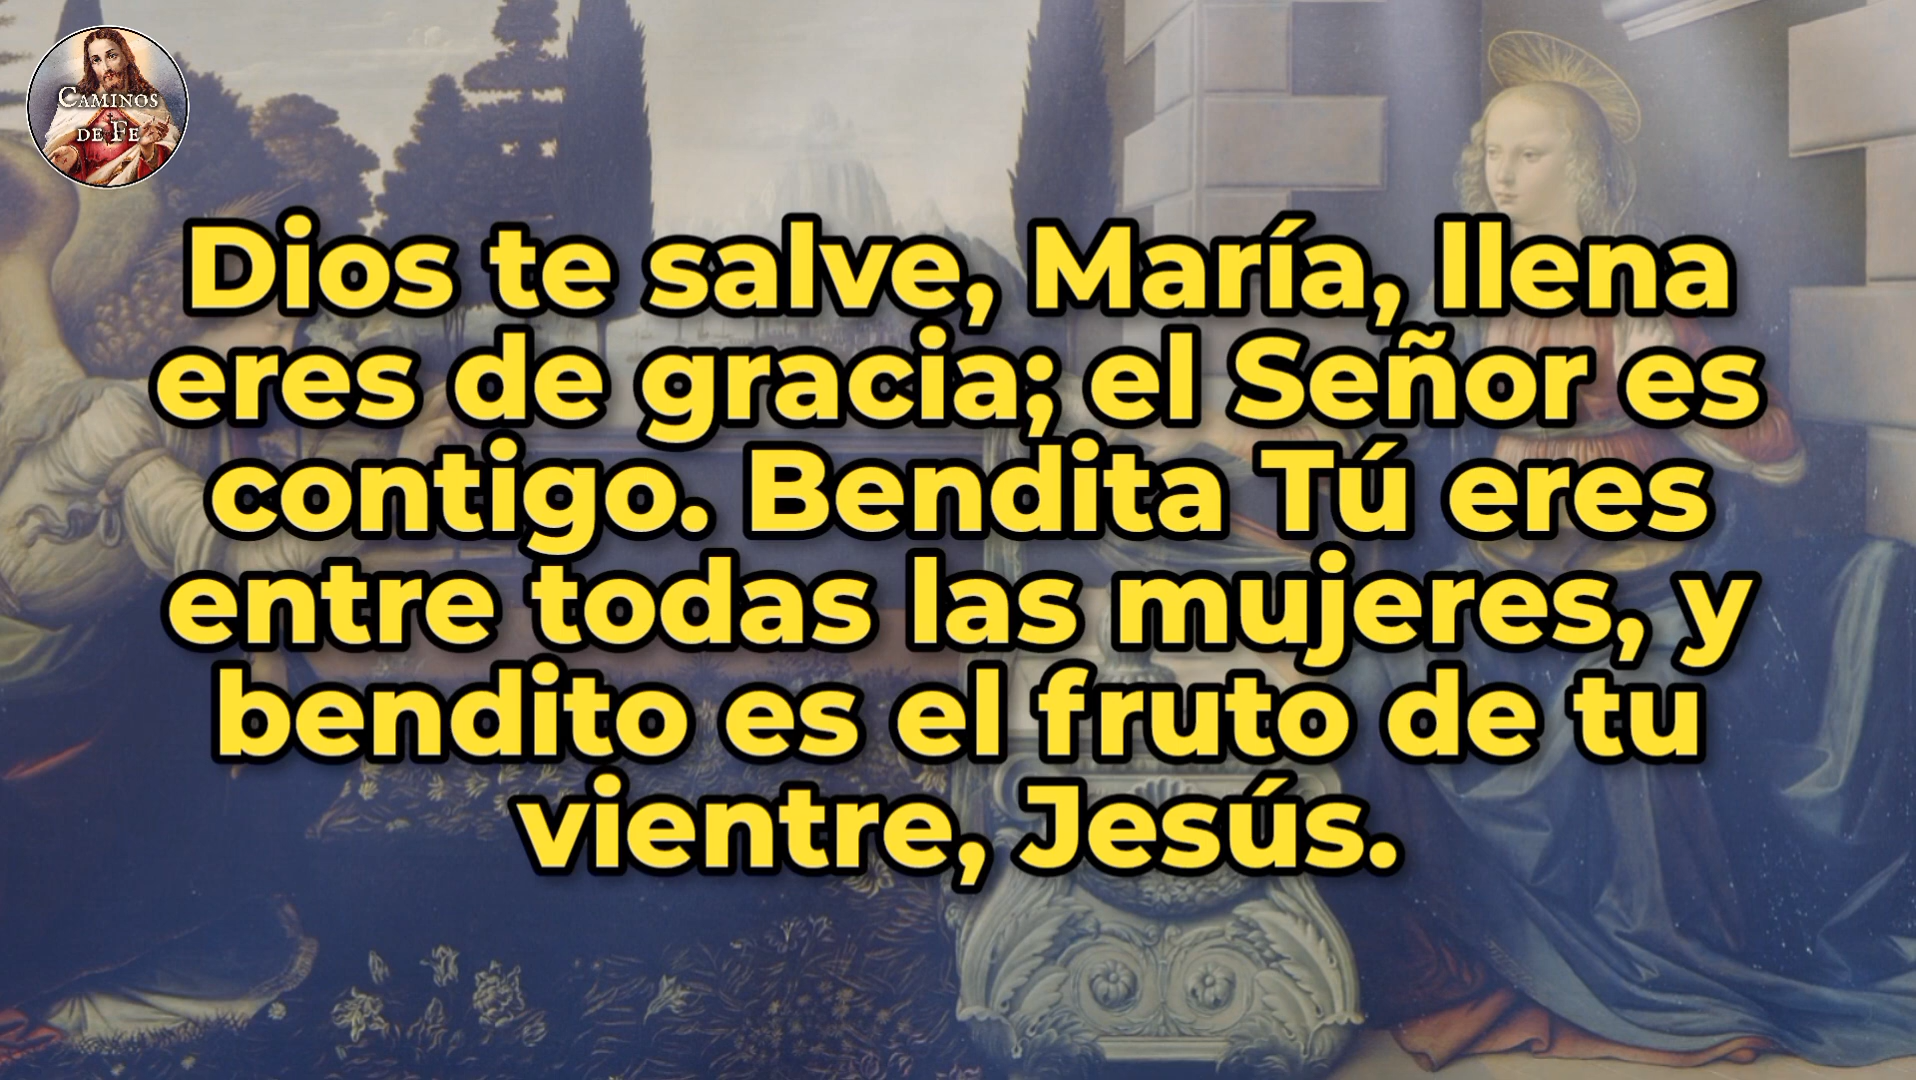 CAMINOS
DE FE
Dios te salve, María, llena
eres de gracia; el Señor es
contigo. Bendita Tú eres
entre todas las mujeres, y
bendito es el fruto de tu
vientre, Jesús.